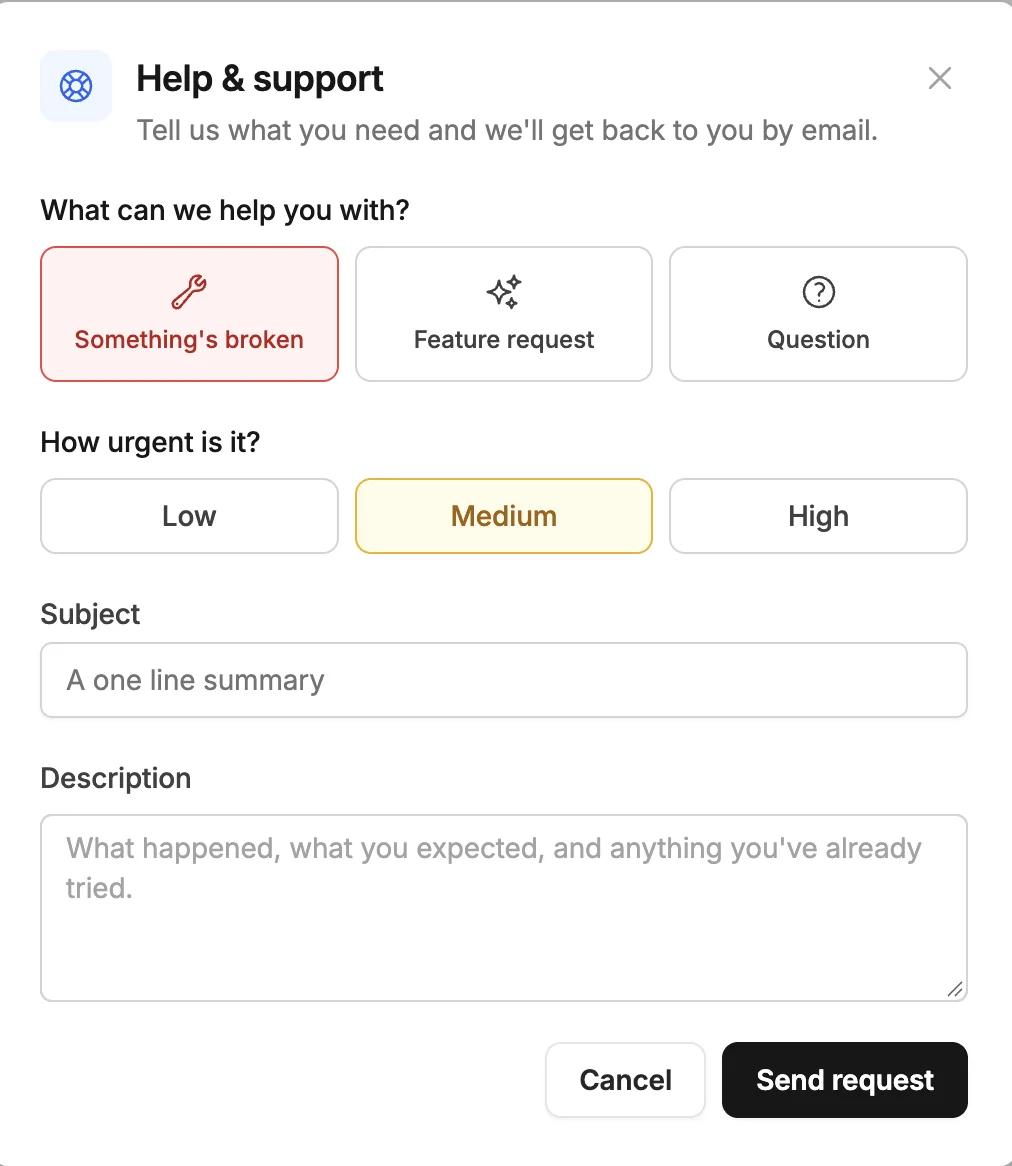 Help & support
Tell us what you need and we'll get back to you by email.
What can we help you with?
Something's broken
Feature request
Question
How urgent is it?
Low
Medium
High
Subject
A one line summary
Description
What happened, what you expected, and anything you've already
tried.
Cancel
Send request